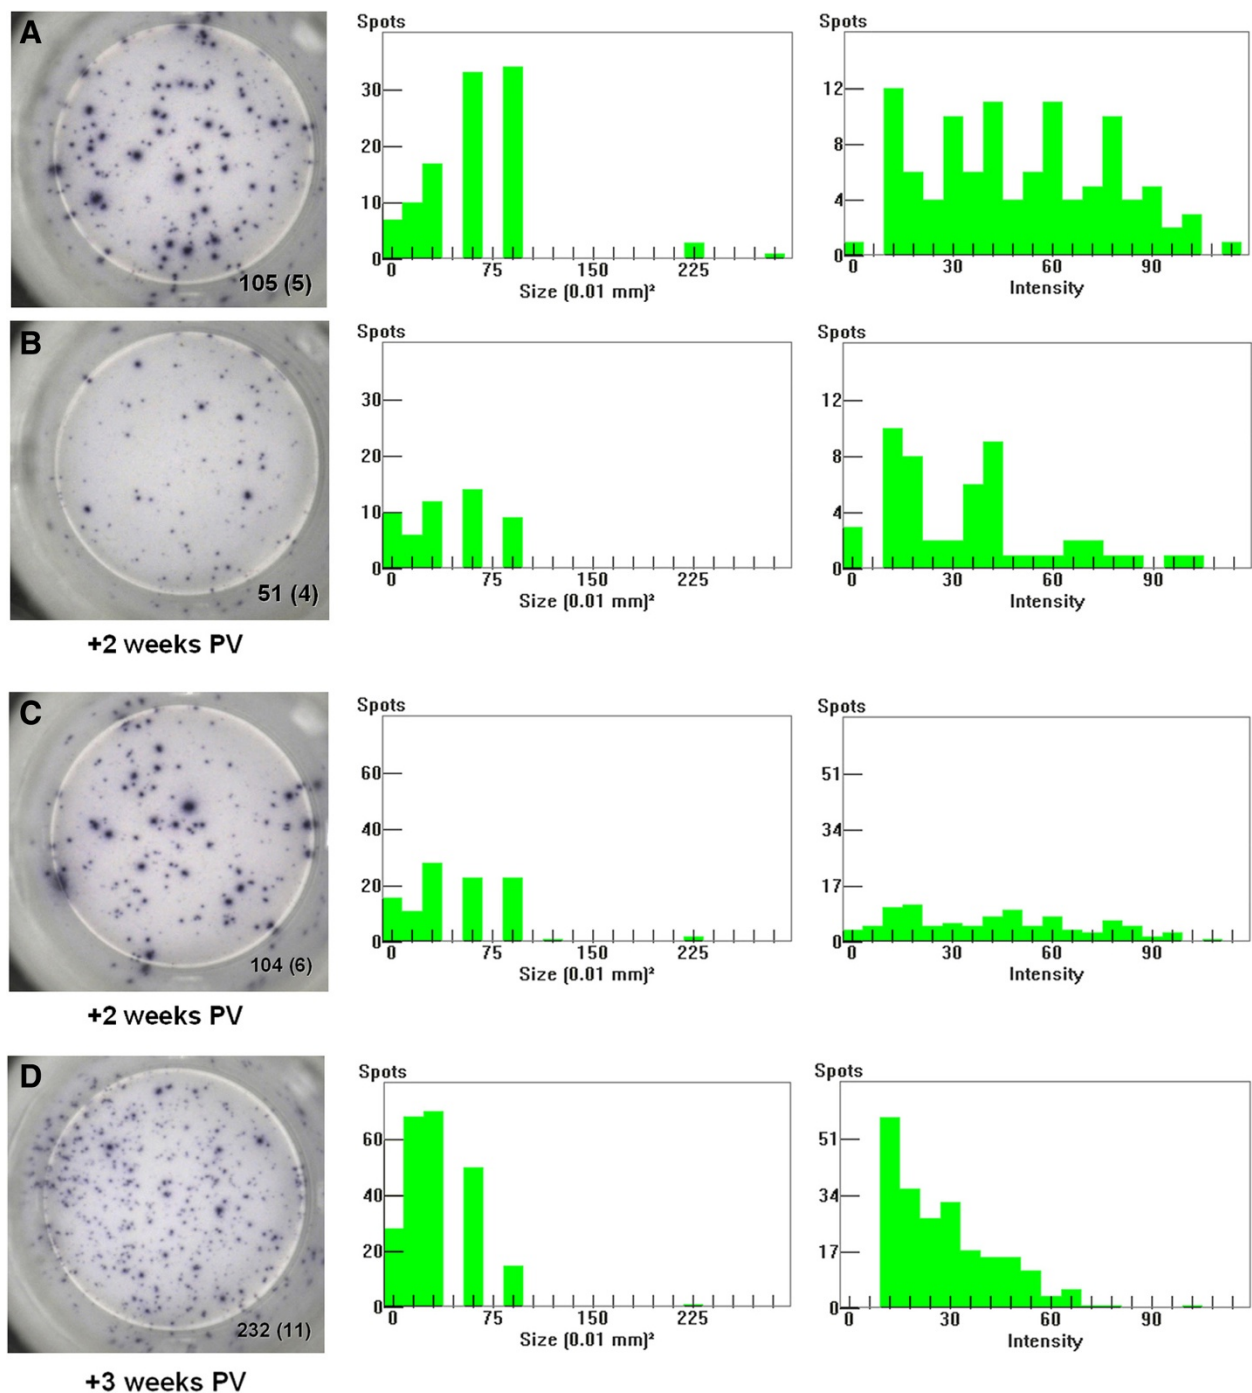 A
105 (5)
Spots
30
20
10
0
0 75 150 225
Size (0.01 mm)²
Spots
12
8
4
0
0 30 60 90
Intensity
B
51 (4)
+2 weeks PV
Spots
30
20
10
0
0 75 150 225
Size (0.01 mm)²
Spots
12
8
4
0
0 30 60 90
Intensity
C
104 (6)
+2 weeks PV
Spots
60
40
20
0
0 75 150 225
Size (0.01 mm)²
Spots
51
34
17
0
0 30 60 90
Intensity
D
232 (11)
+3 weeks PV
Spots
60
40
20
0
75 150 225
Size (0.01 mm)²
Spots
51
34
17
0
0 30 60 90
Intensity